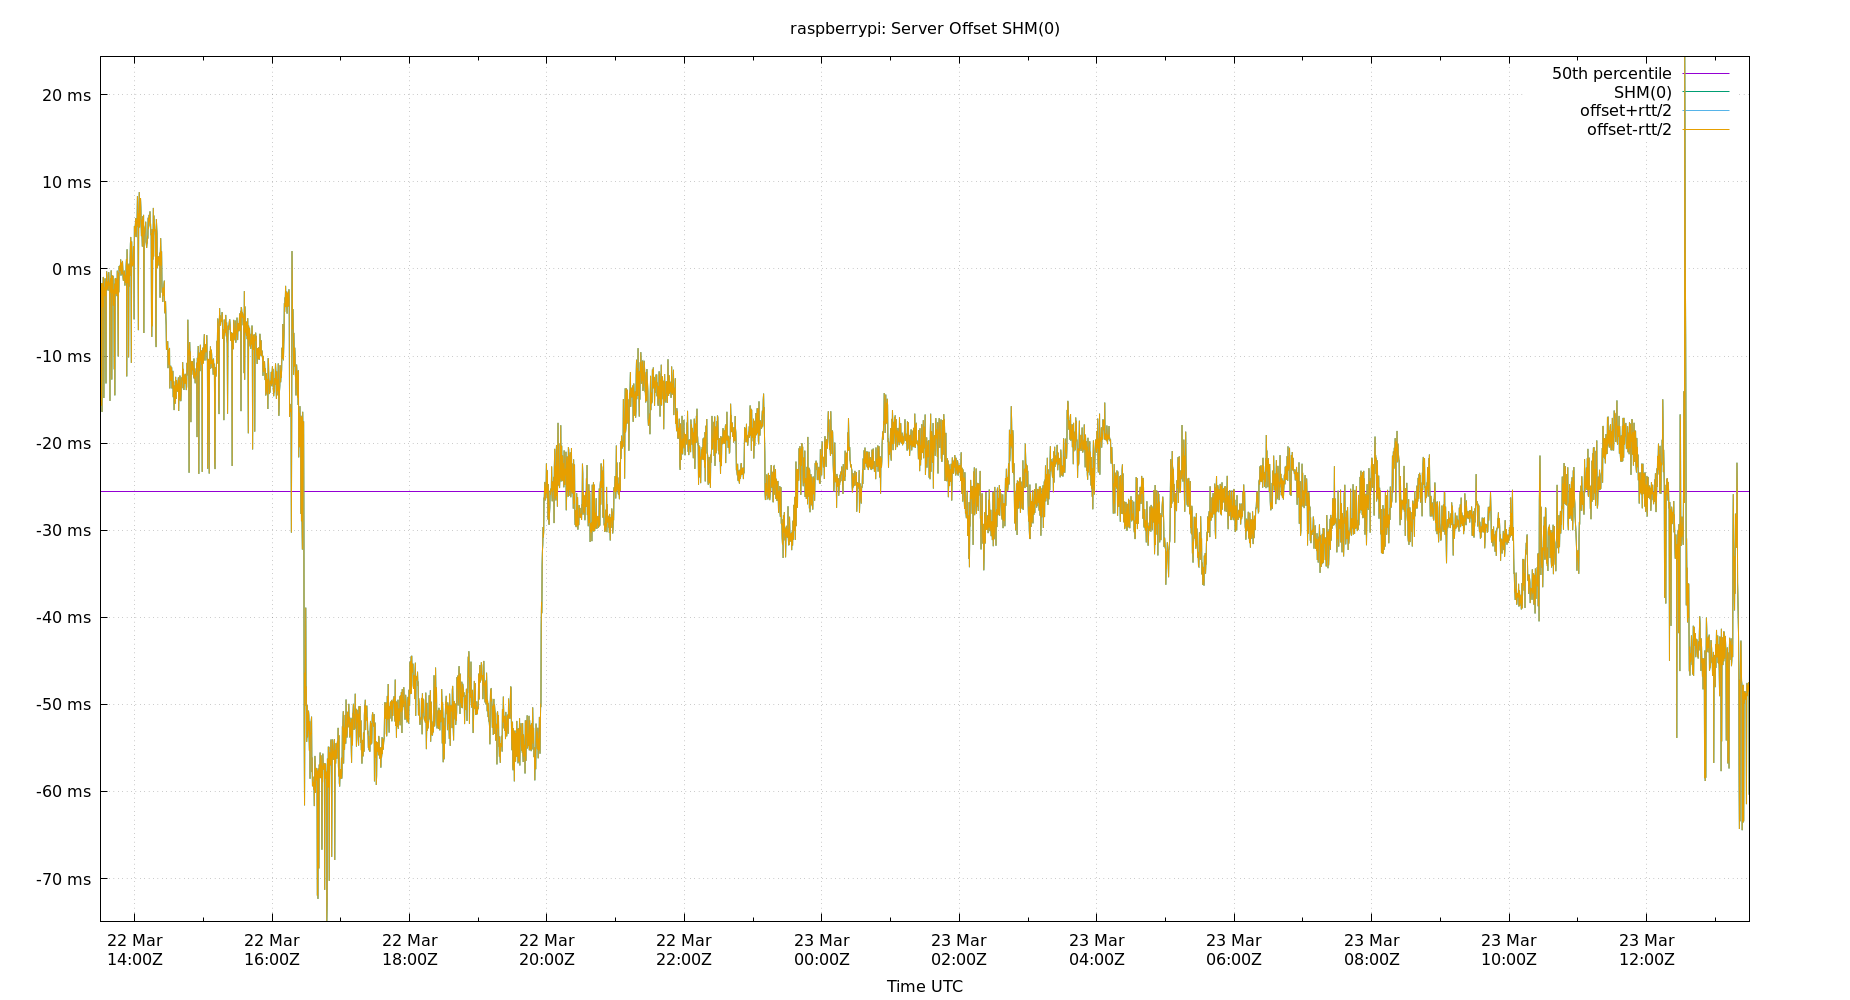 raspberrypi: Server Offset SHM(0)
50th percentile
SHM(0)
offset+rtt/2
offset-rtt/2
20 ms
10 ms
0 ms
-10 ms
-20 ms
-30 ms
-40 ms
-50 ms
-60 ms
-70 ms
22 Mar 22 Mar 22 Mar 22 Mar 22 Mar 23 Mar 23 Mar 23 Mar 23 Mar 23 Mar 23 Mar 23 Mar
14:00Z 16:00Z 18:00Z 20:00Z 22:00Z 00:00Z 02:00Z 04:00Z 06:00Z 08:00Z 10:00Z 12:00Z
Time UTC